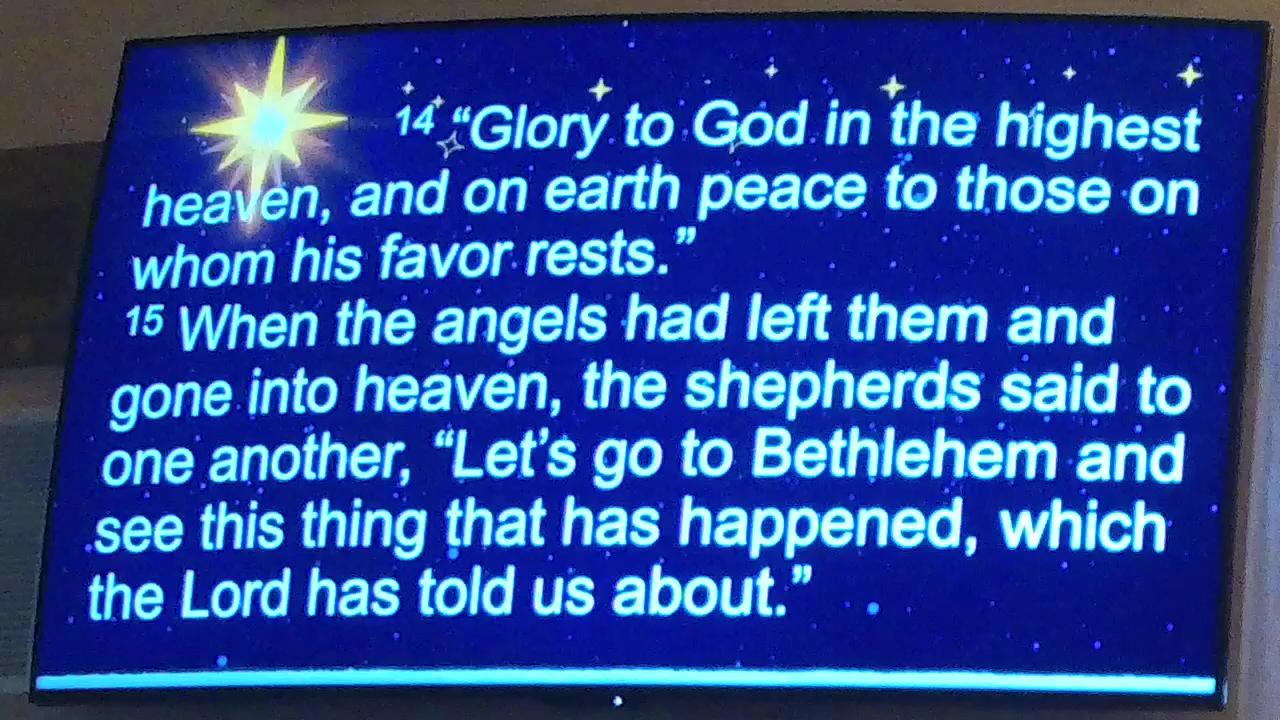 14 “Glory to God in the highest
heaven, and on earth peace to those on
whom his favor rests.”
15 When the angels had left them and
gone into heaven, the shepherds said to
one another, “Let’s go to Bethlehem and
see this thing that has happened, which
the Lord has told us about.”